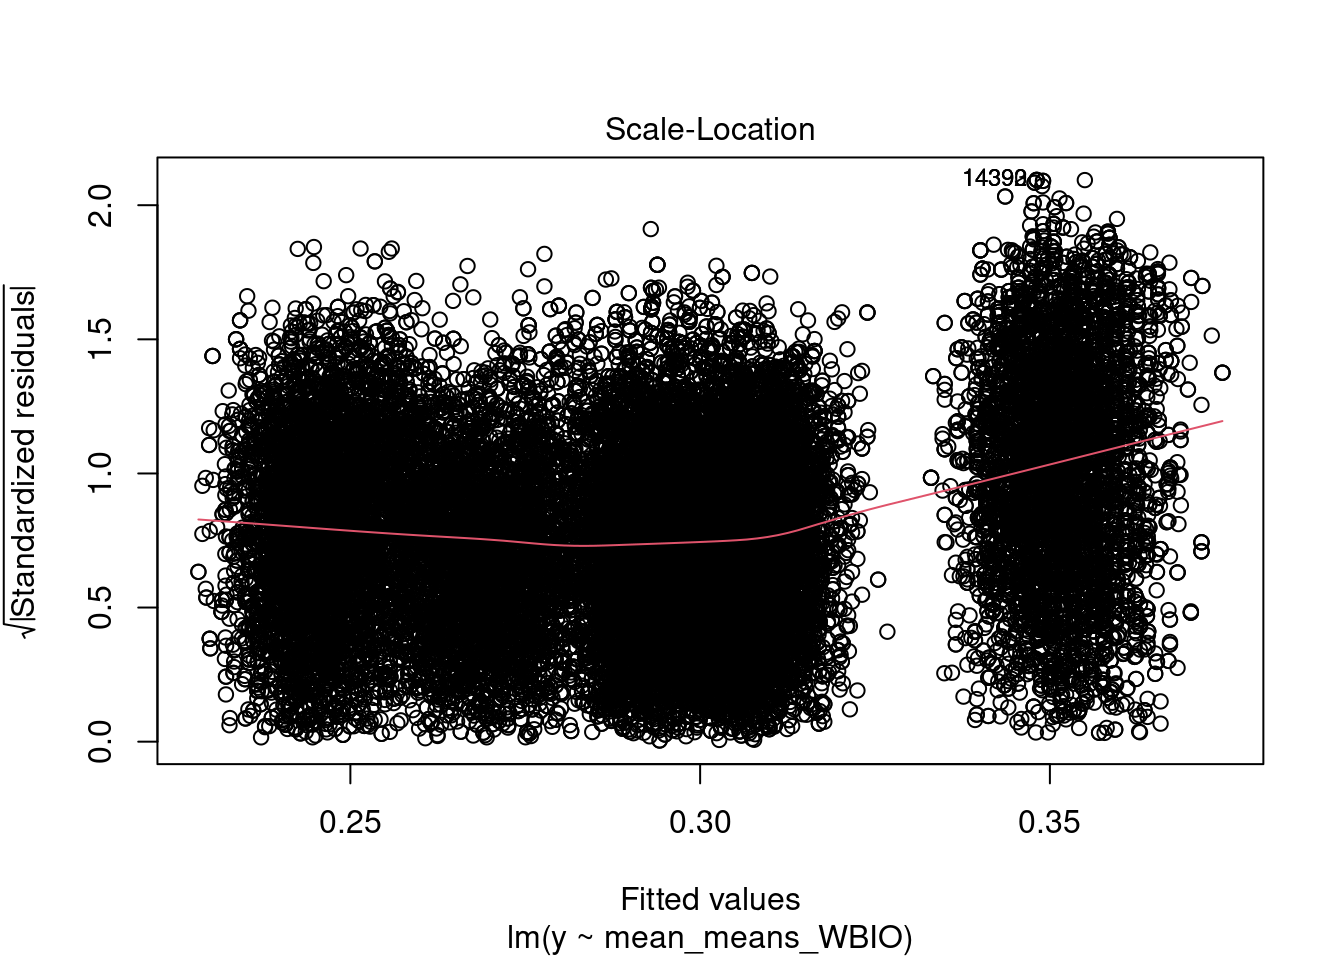 Scale-Location
√|Standardized residuals|
2.0
1.5
1.0
0.5
0.0
0.25 0.30 0.35
Fitted values
lm(y ~ mean_means_WBIO)